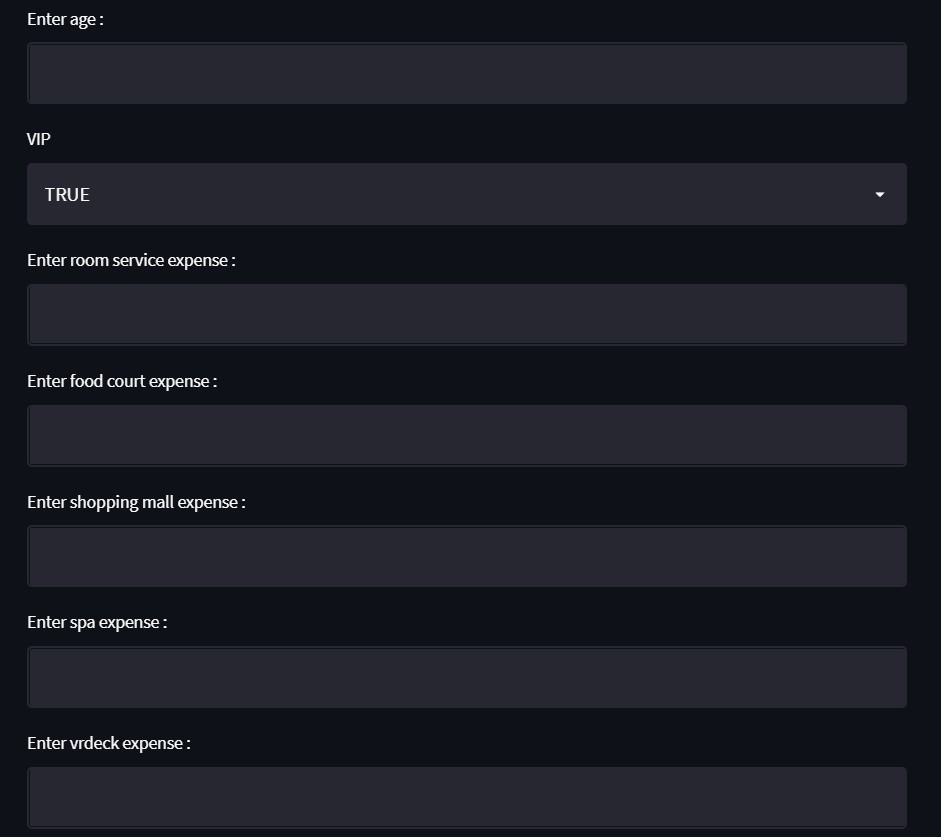 Enter age :
VIP
TRUE
Enter room service expense :
Enter food court expense :
Enter shopping mall expense :
Enter spa expense :
Enter vrdeck expense :